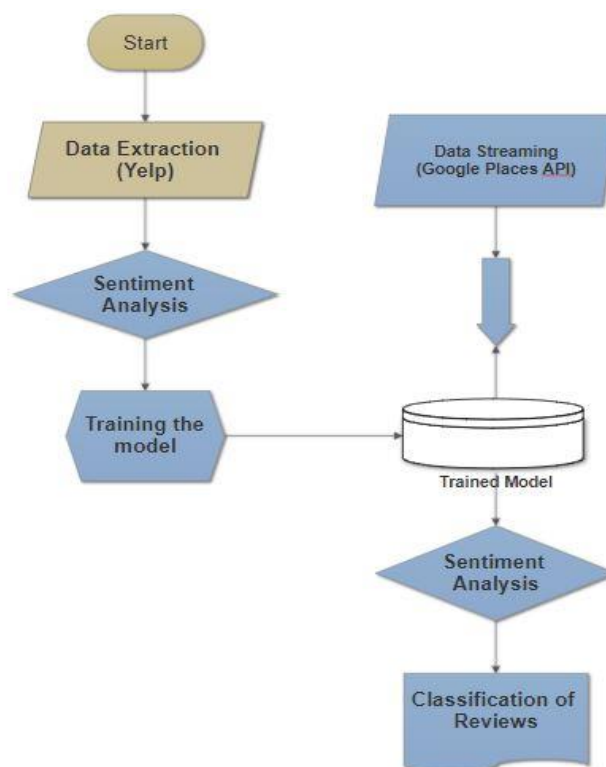 Start
Data Extraction
(Yelp)
Sentiment
Analysis
Training the
model
Data Streaming
(Google Places API)
Trained Model
Sentiment
Analysis
Classification of
Reviews